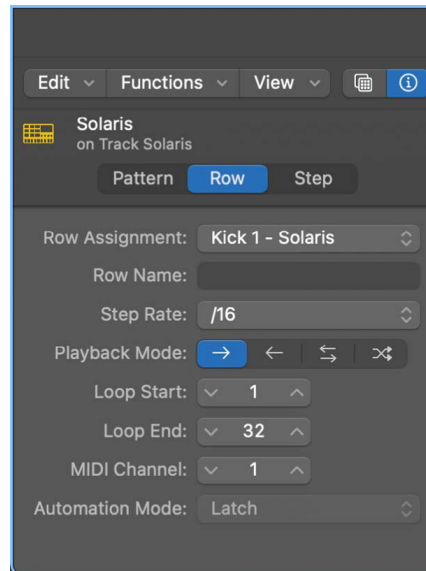 Edit Functions View
Solaris
on Track Solaris
Pattern Row Step
Row Assignment: Kick 1 - Solaris
Row Name:
Step Rate: /16
Playback Mode:
Loop Start: 1
Loop End: 32
MIDI Channel: 1
Automation Mode: Latch